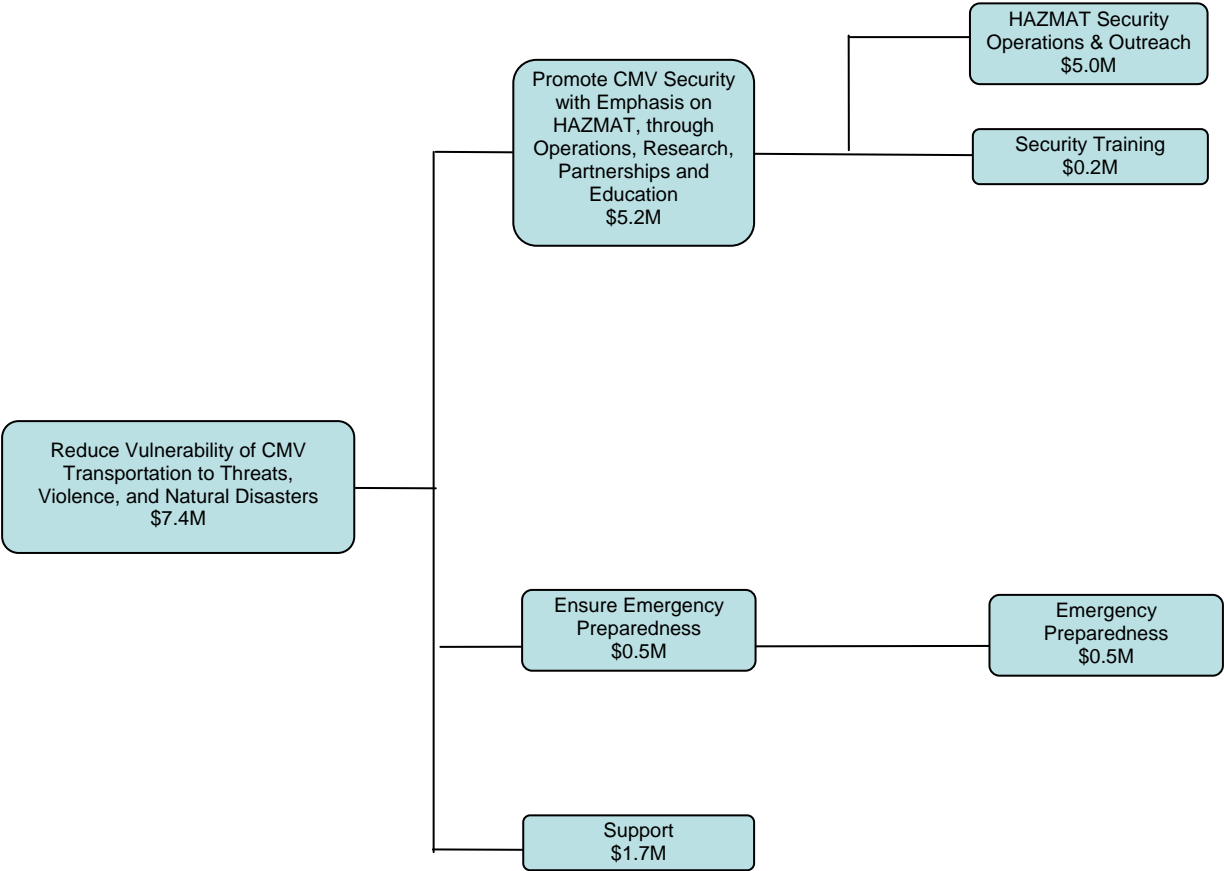 HAZMAT Security
Operations & Outreach
$5.0M
Promote CMV Security
with Emphasis on
HAZMAT, through
Operations, Research,
Partnerships and
Education
$5.2M
Security Training
$0.2M
Reduce Vulnerability of CMV
Transportation to Threats,
Violence, and Natural Disasters
$7.4M
Ensure Emergency
Preparedness
$0.5M
Emergency
Preparedness
$0.5M
Support
$1.7M